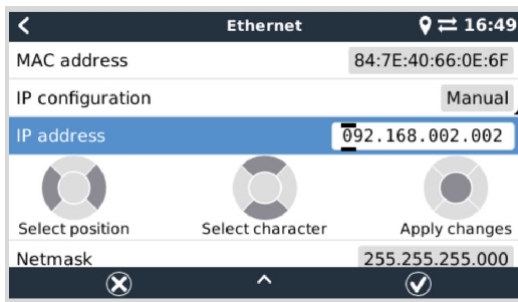 Ethernet 16:49
MAC address 84:7E:40:66:0E:6F
IP configuration Manual
IP address 092.168.002.002
Select position Select character Apply changes
Netmask 255.255.255.000